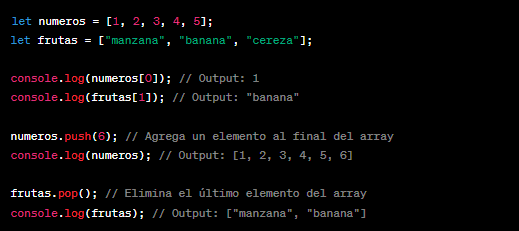 let numeros = [1, 2, 3, 4, 5];
let frutas = ["manzana", "banana", "cereza"];
console.log(numeros[0]); // Output: 1
console.log(frutas[1]); // Output: "banana"
numeros.push(6); // Agrega un elemento al final del array
console.log(numeros); // Output: [1, 2, 3, 4, 5, 6]
frutas.pop(); // Elimina el último elemento del array
console.log(frutas); // Output: ["manzana", "banana"]